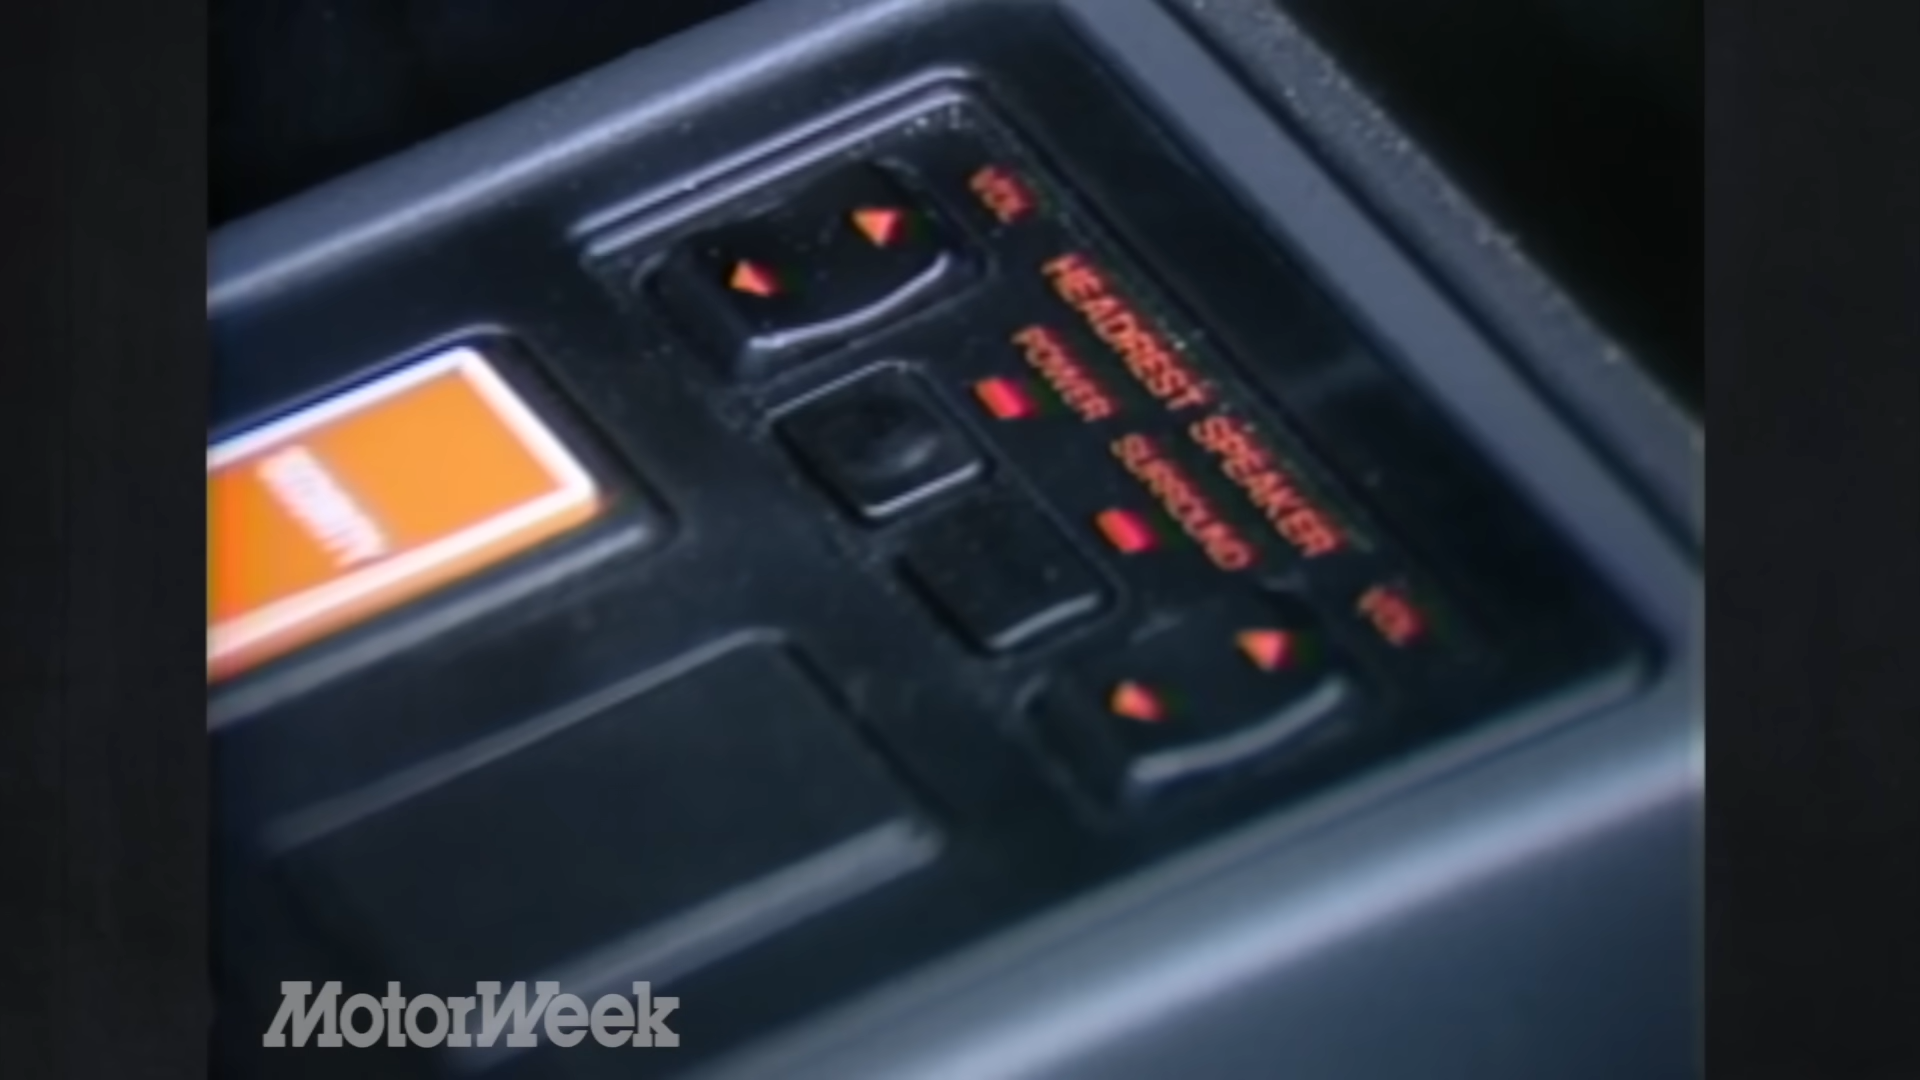 VOL
HEADREST SPEAKER
POWER
SURROUND
VOL
MotorWeek